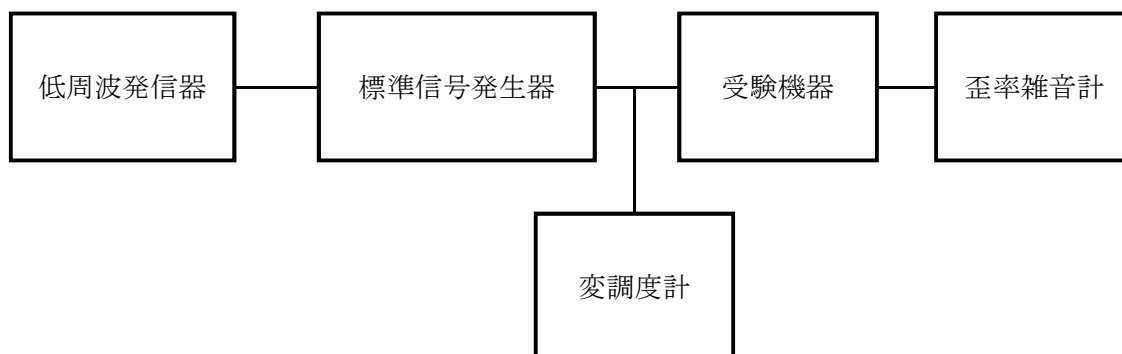 低周波発信器
標準信号発生器
受験機器
歪率雑音計
変調度計